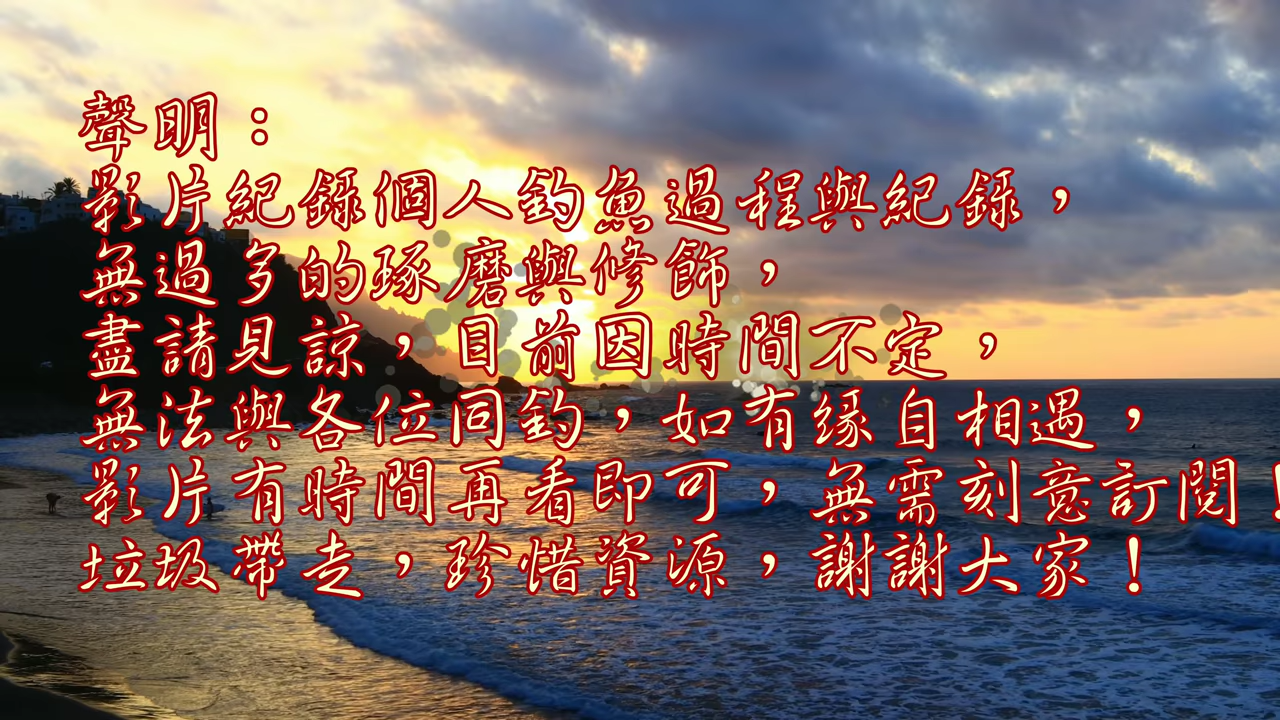 聲明：
影片紀錄個人釣魚過程與紀錄，
無過多的琢磨與修飾，
盡請見諒，目前因時間不定，
無法與各位同釣，如有緣自相遇，
影片有時間再看即可，無需刻意訂閱！
垃圾帶走，珍惜資源，謝謝大家！